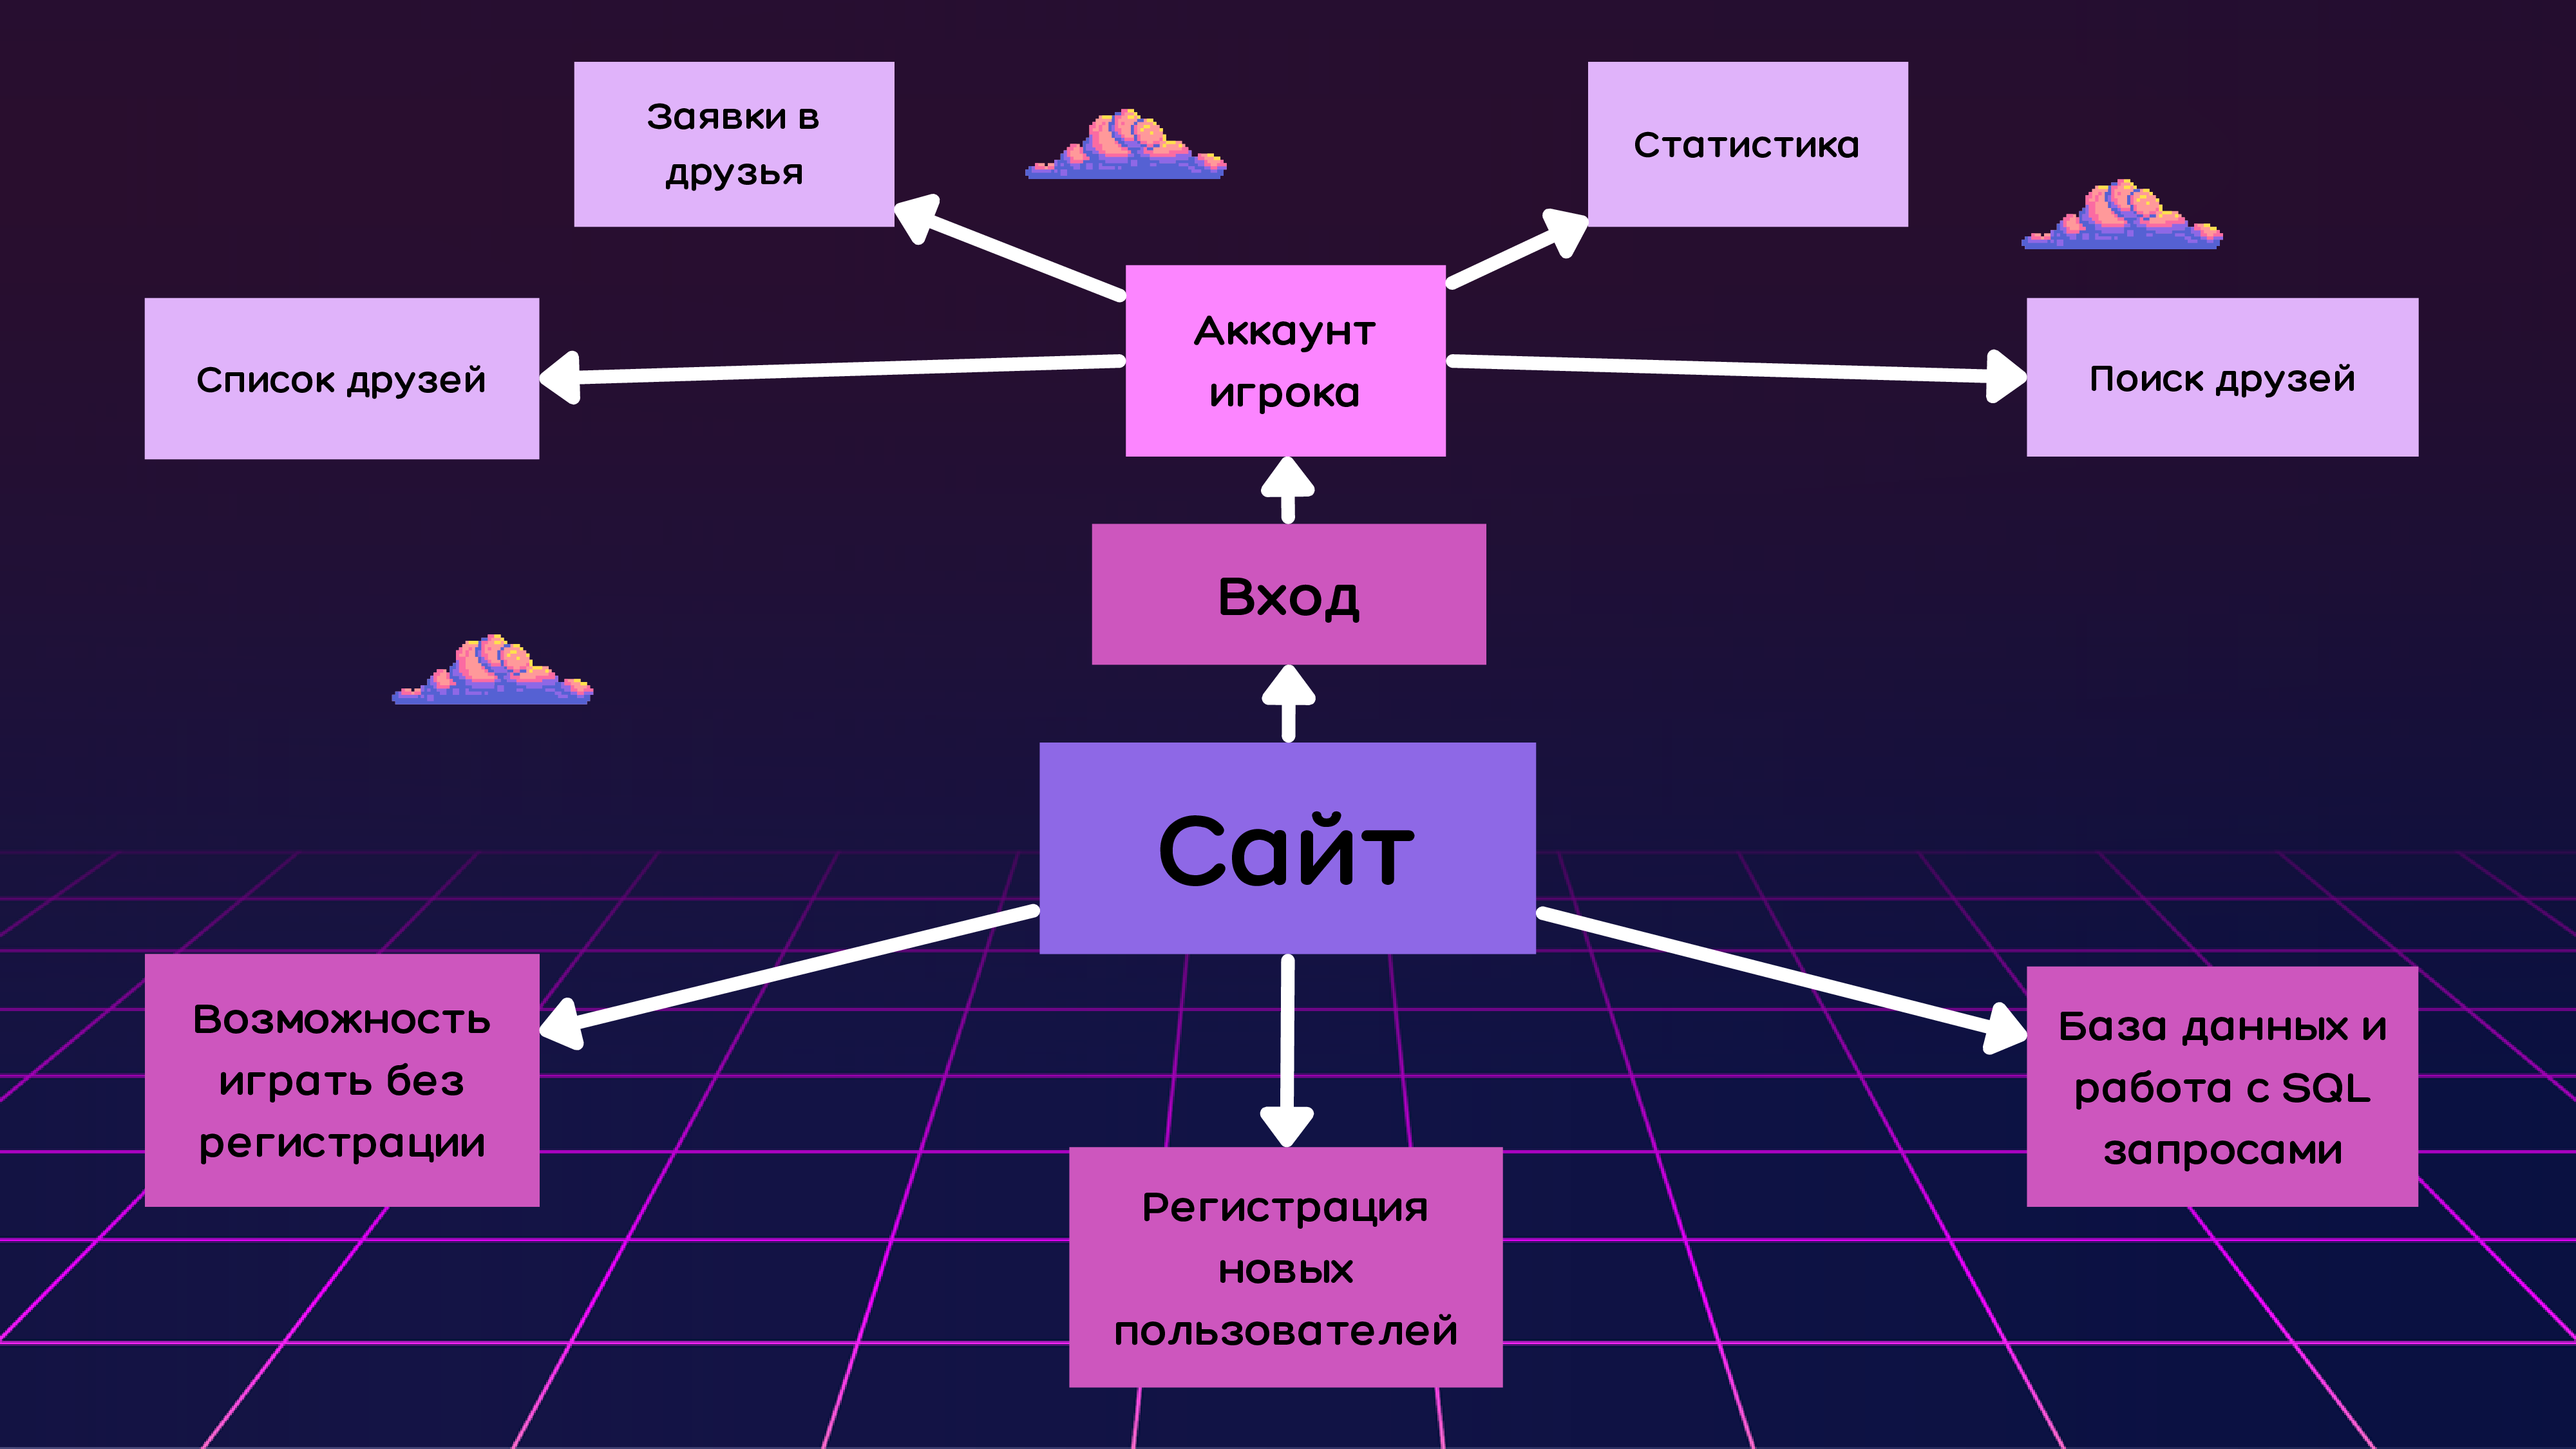 Заявки в
друзья
Статистика
Список друзей
Аккаунт
игрока
Поиск друзей
Вход
Сайт
Возможность
играть без
регистрации
База данных и
работа с SQL
запросами
Регистрация
новых
пользователей